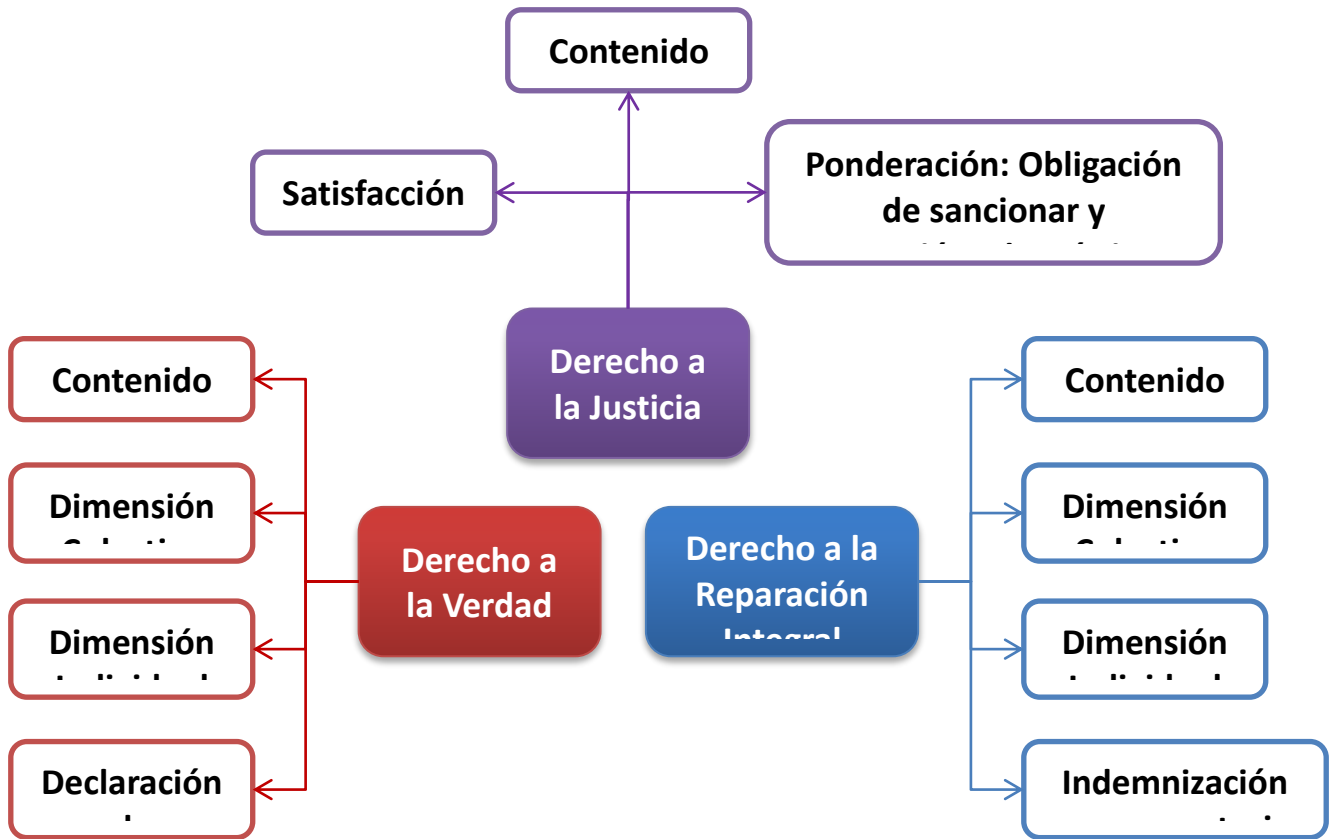 Contenido
Satisfacción
Ponderación: Obligación
de sancionar y
Derecho a
la Justicia
Contenido
Dimensión
Dimensión
Declaración
Derecho a
la Verdad
Derecho a la
Reparación
Integral
Contenido
Dimensión
Dimensión
Indemnización